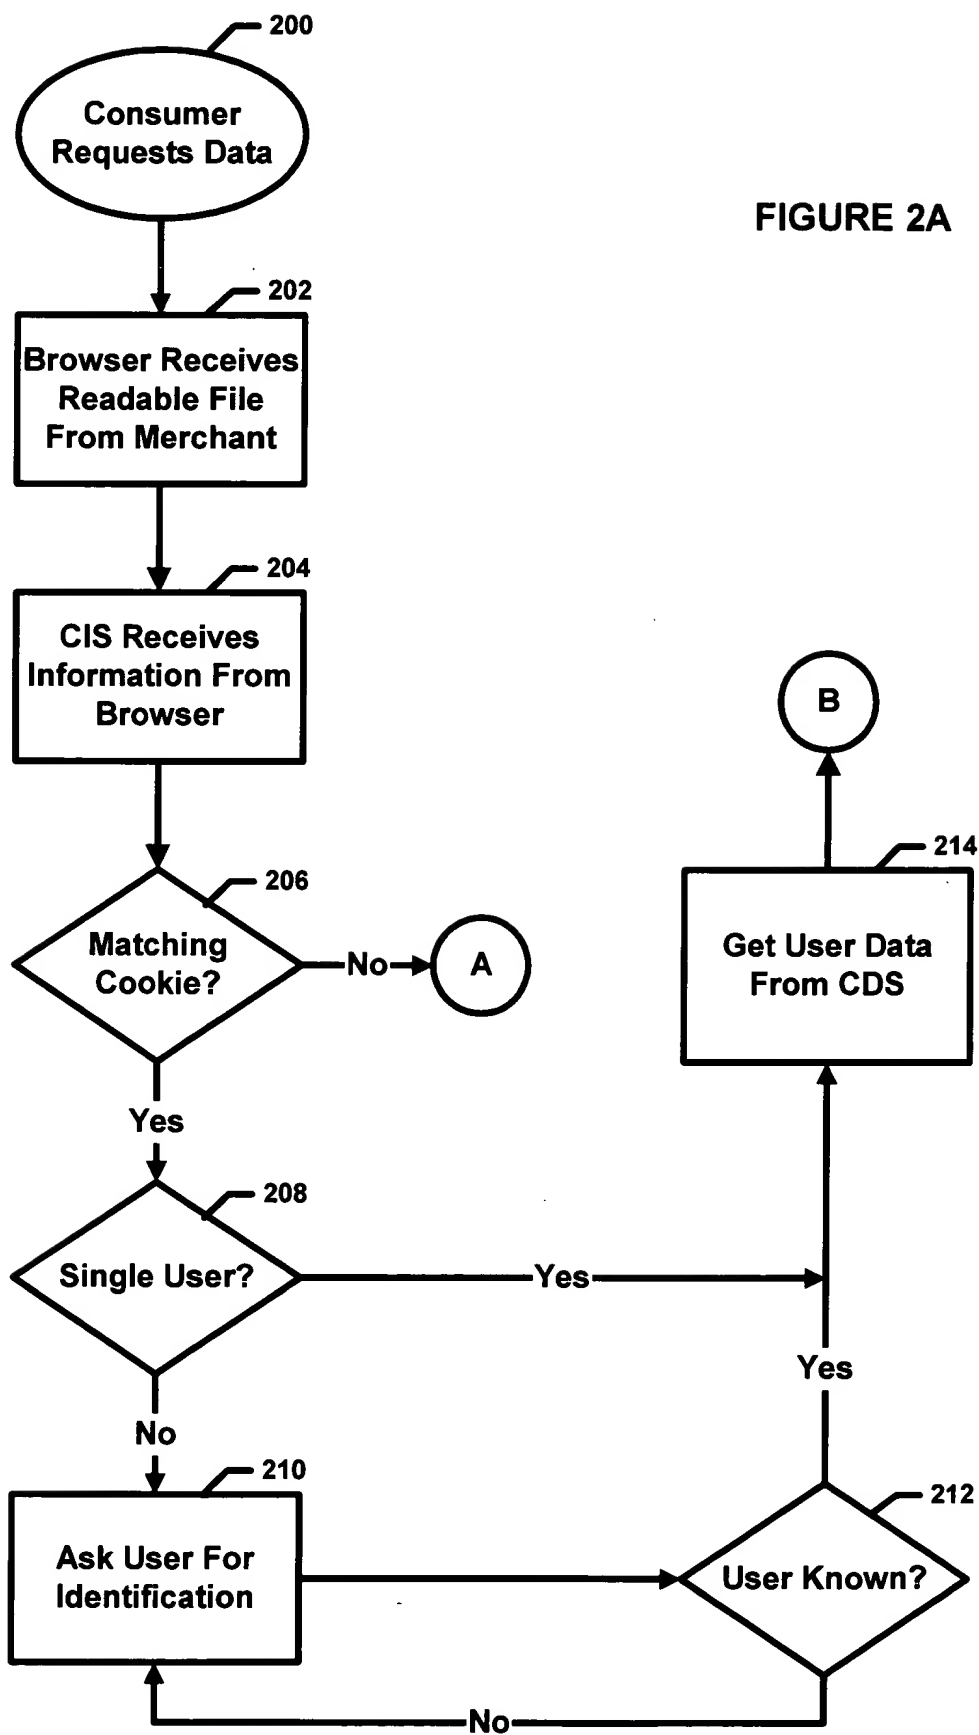 200
Consumer
Requests Data
FIGURE 2A
202
Browser Receives
Readable File
From Merchant
204
CIS Receives
Information From
Browser
B
214
Get User Data
From CDS
206
Matching
Cookie?
No
A
Yes
208
Single User?
Yes
Yes
No
210
Ask User For
Identification
212
User Known?
No